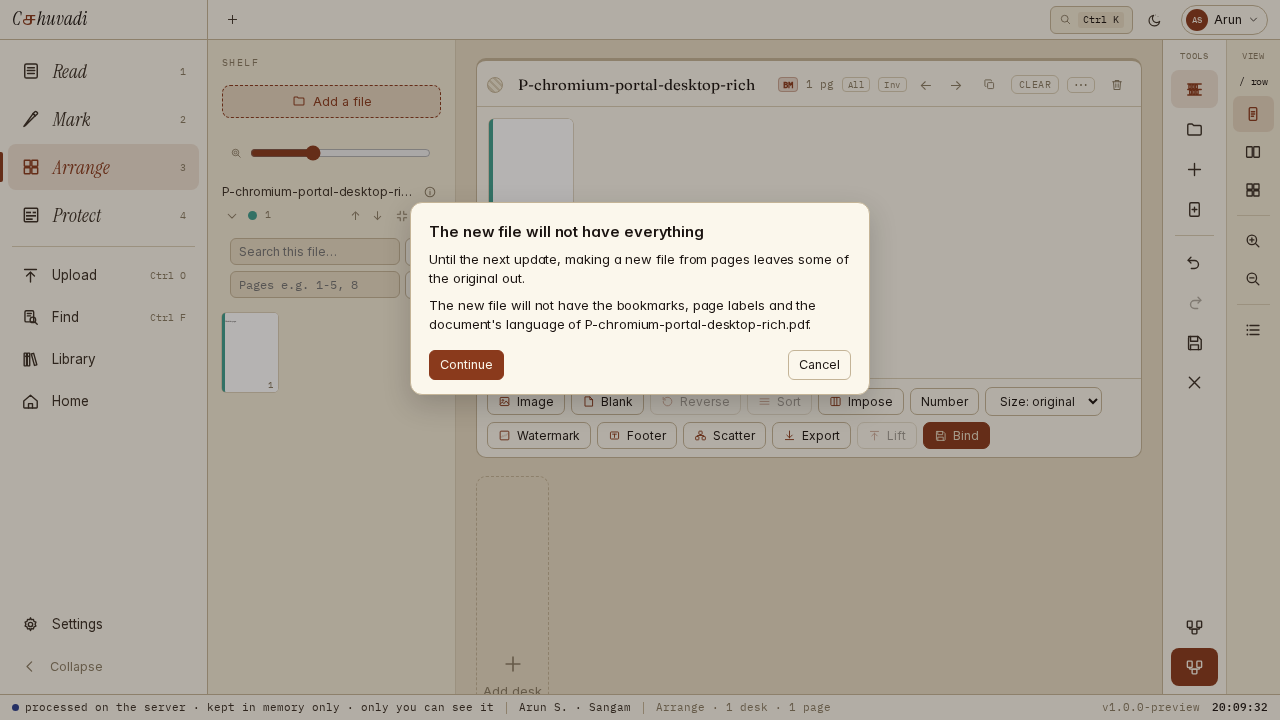 Chuvadi
Ctrl K
AS Arun
Read 1
Mark 2
Arrange 3
Protect 4
Upload Ctrl O
Find Ctrl F
Library
Home
Settings
Collapse
SHELF
Add a file
P-chromium-portal-desktop-ri...
1
Search this file...
Pages e.g. 1-5, 8
1
P-chromium-portal-desktop-rich
BM 1 pg All Inv CLEAR ...
The new file will not have everything
Until the next update, making a new file from pages leaves some of
the original out.
The new file will not have the bookmarks, page labels and the
document's language of P-chromium-portal-desktop-rich.pdf.
Continue Cancel
Image Blank Reverse Sort Impose Number Size: original
Watermark Footer Scatter Export Lift Bind
Add desk
TOOLS
VIEW
/ row
processed on the server · kept in memory only · only you can see it | Arun S. · Sangam | Arrange · 1 desk · 1 page
v1.0.0-preview 20:09:32